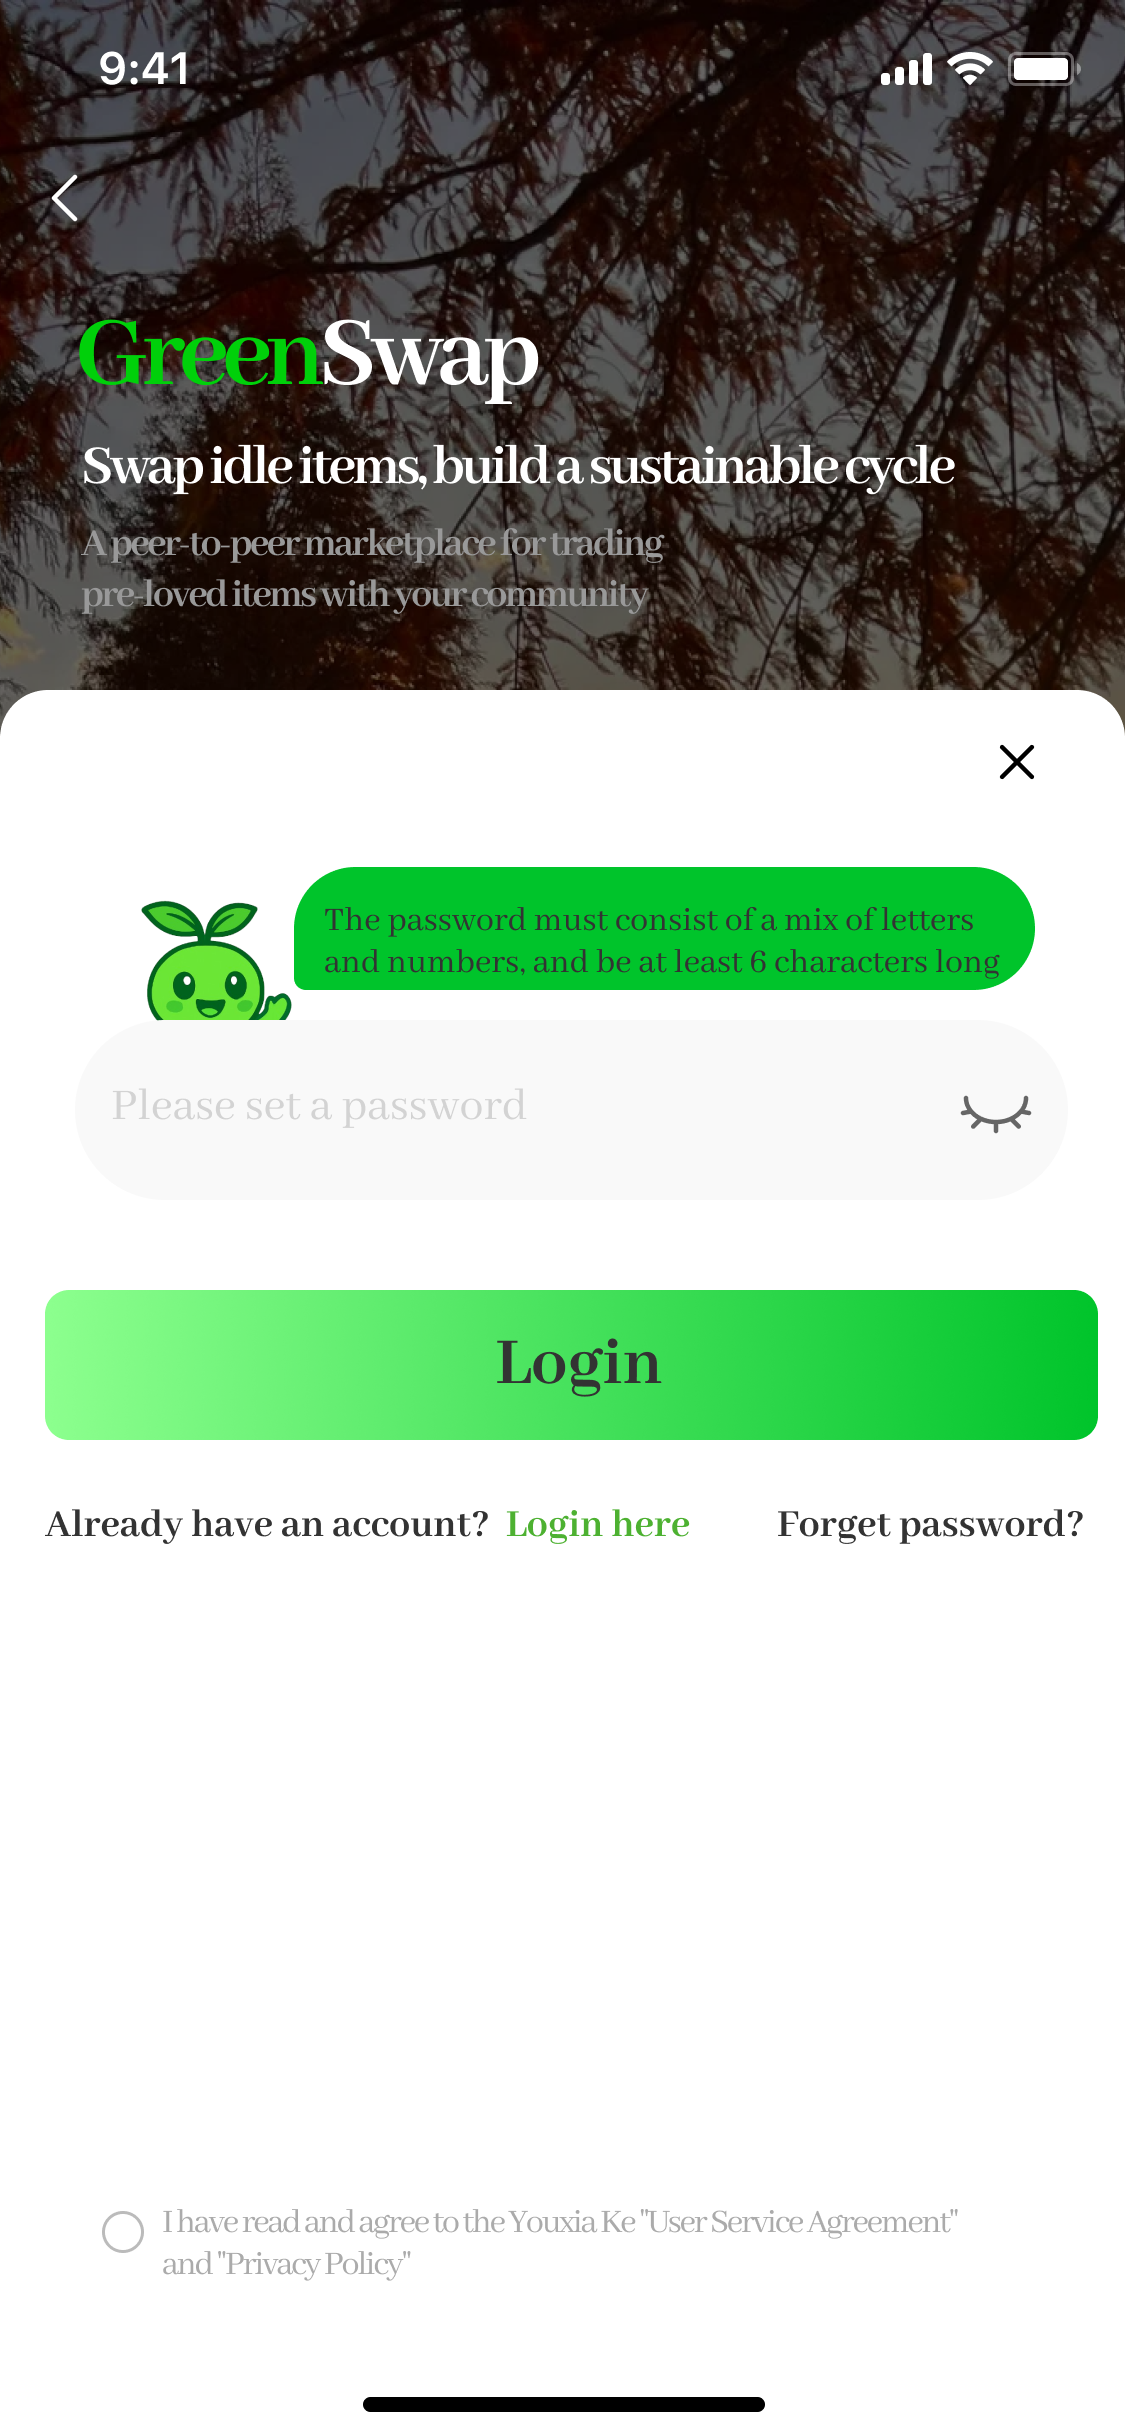 9:41
GreenSwap
Swap idle items, build a sustainable cycle
A peer-to-peer marketplace for trading
pre-loved items with your community
The password must consist of a mix of letters
and numbers, and be at least 6 characters long
Please set a password
Login
Already have an account? Login here Forget password?
I have read and agree to the Youxia Ke "User Service Agreement"
and "Privacy Policy"